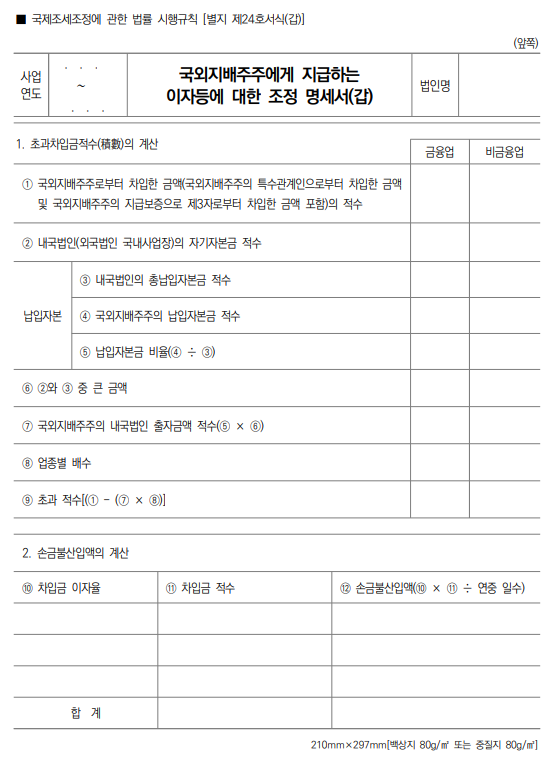 ■ 국제조세조정에 관한 법률 시행규칙 [별지 제24호서식(갑)]
(앞쪽)
사업
연도
. . .
~
. . .
국외지배주주에게 지급하는
이자등에 대한 조정 명세서(갑)
법인명
1. 초과차입금적수(積數)의 계산
금융업
비금융업
① 국외지배주주로부터 차입한 금액(국외지배주주의 특수관계인으로부터 차입한 금액
및 국외지배주주의 지급보증으로 제3자로부터 차입한 금액 포함)의 적수
② 내국법인(외국법인 국내사업장)의 자기자본금 적수
납입자본
③ 내국법인의 총납입자본금 적수
④ 국외지배주주의 납입자본금 적수
⑤ 납입자본금 비율(④ ÷ ③)
⑥ ②와 ③ 중 큰 금액
⑦ 국외지배주주의 내국법인 출자금액 적수(⑤ × ⑥)
⑧ 업종별 배수
⑨ 초과 적수[(① - (⑦ × ⑧)]
2. 손금불산입액의 계산
⑩ 차입금 이자율
⑪ 차입금 적수
⑫ 손금불산입액(⑩ × ⑪ ÷ 연중 일수)
합 계
210mm×297mm[백상지 80g/㎡ 또는 중질지 80g/㎡]